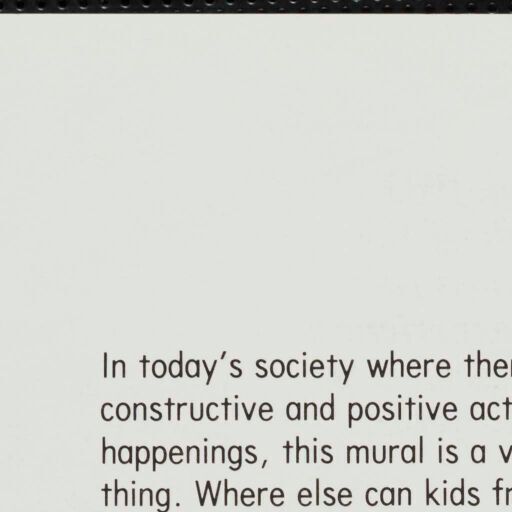 In today's society where
constructive and positive
happenings, this mural is a
thing. Where else can kids